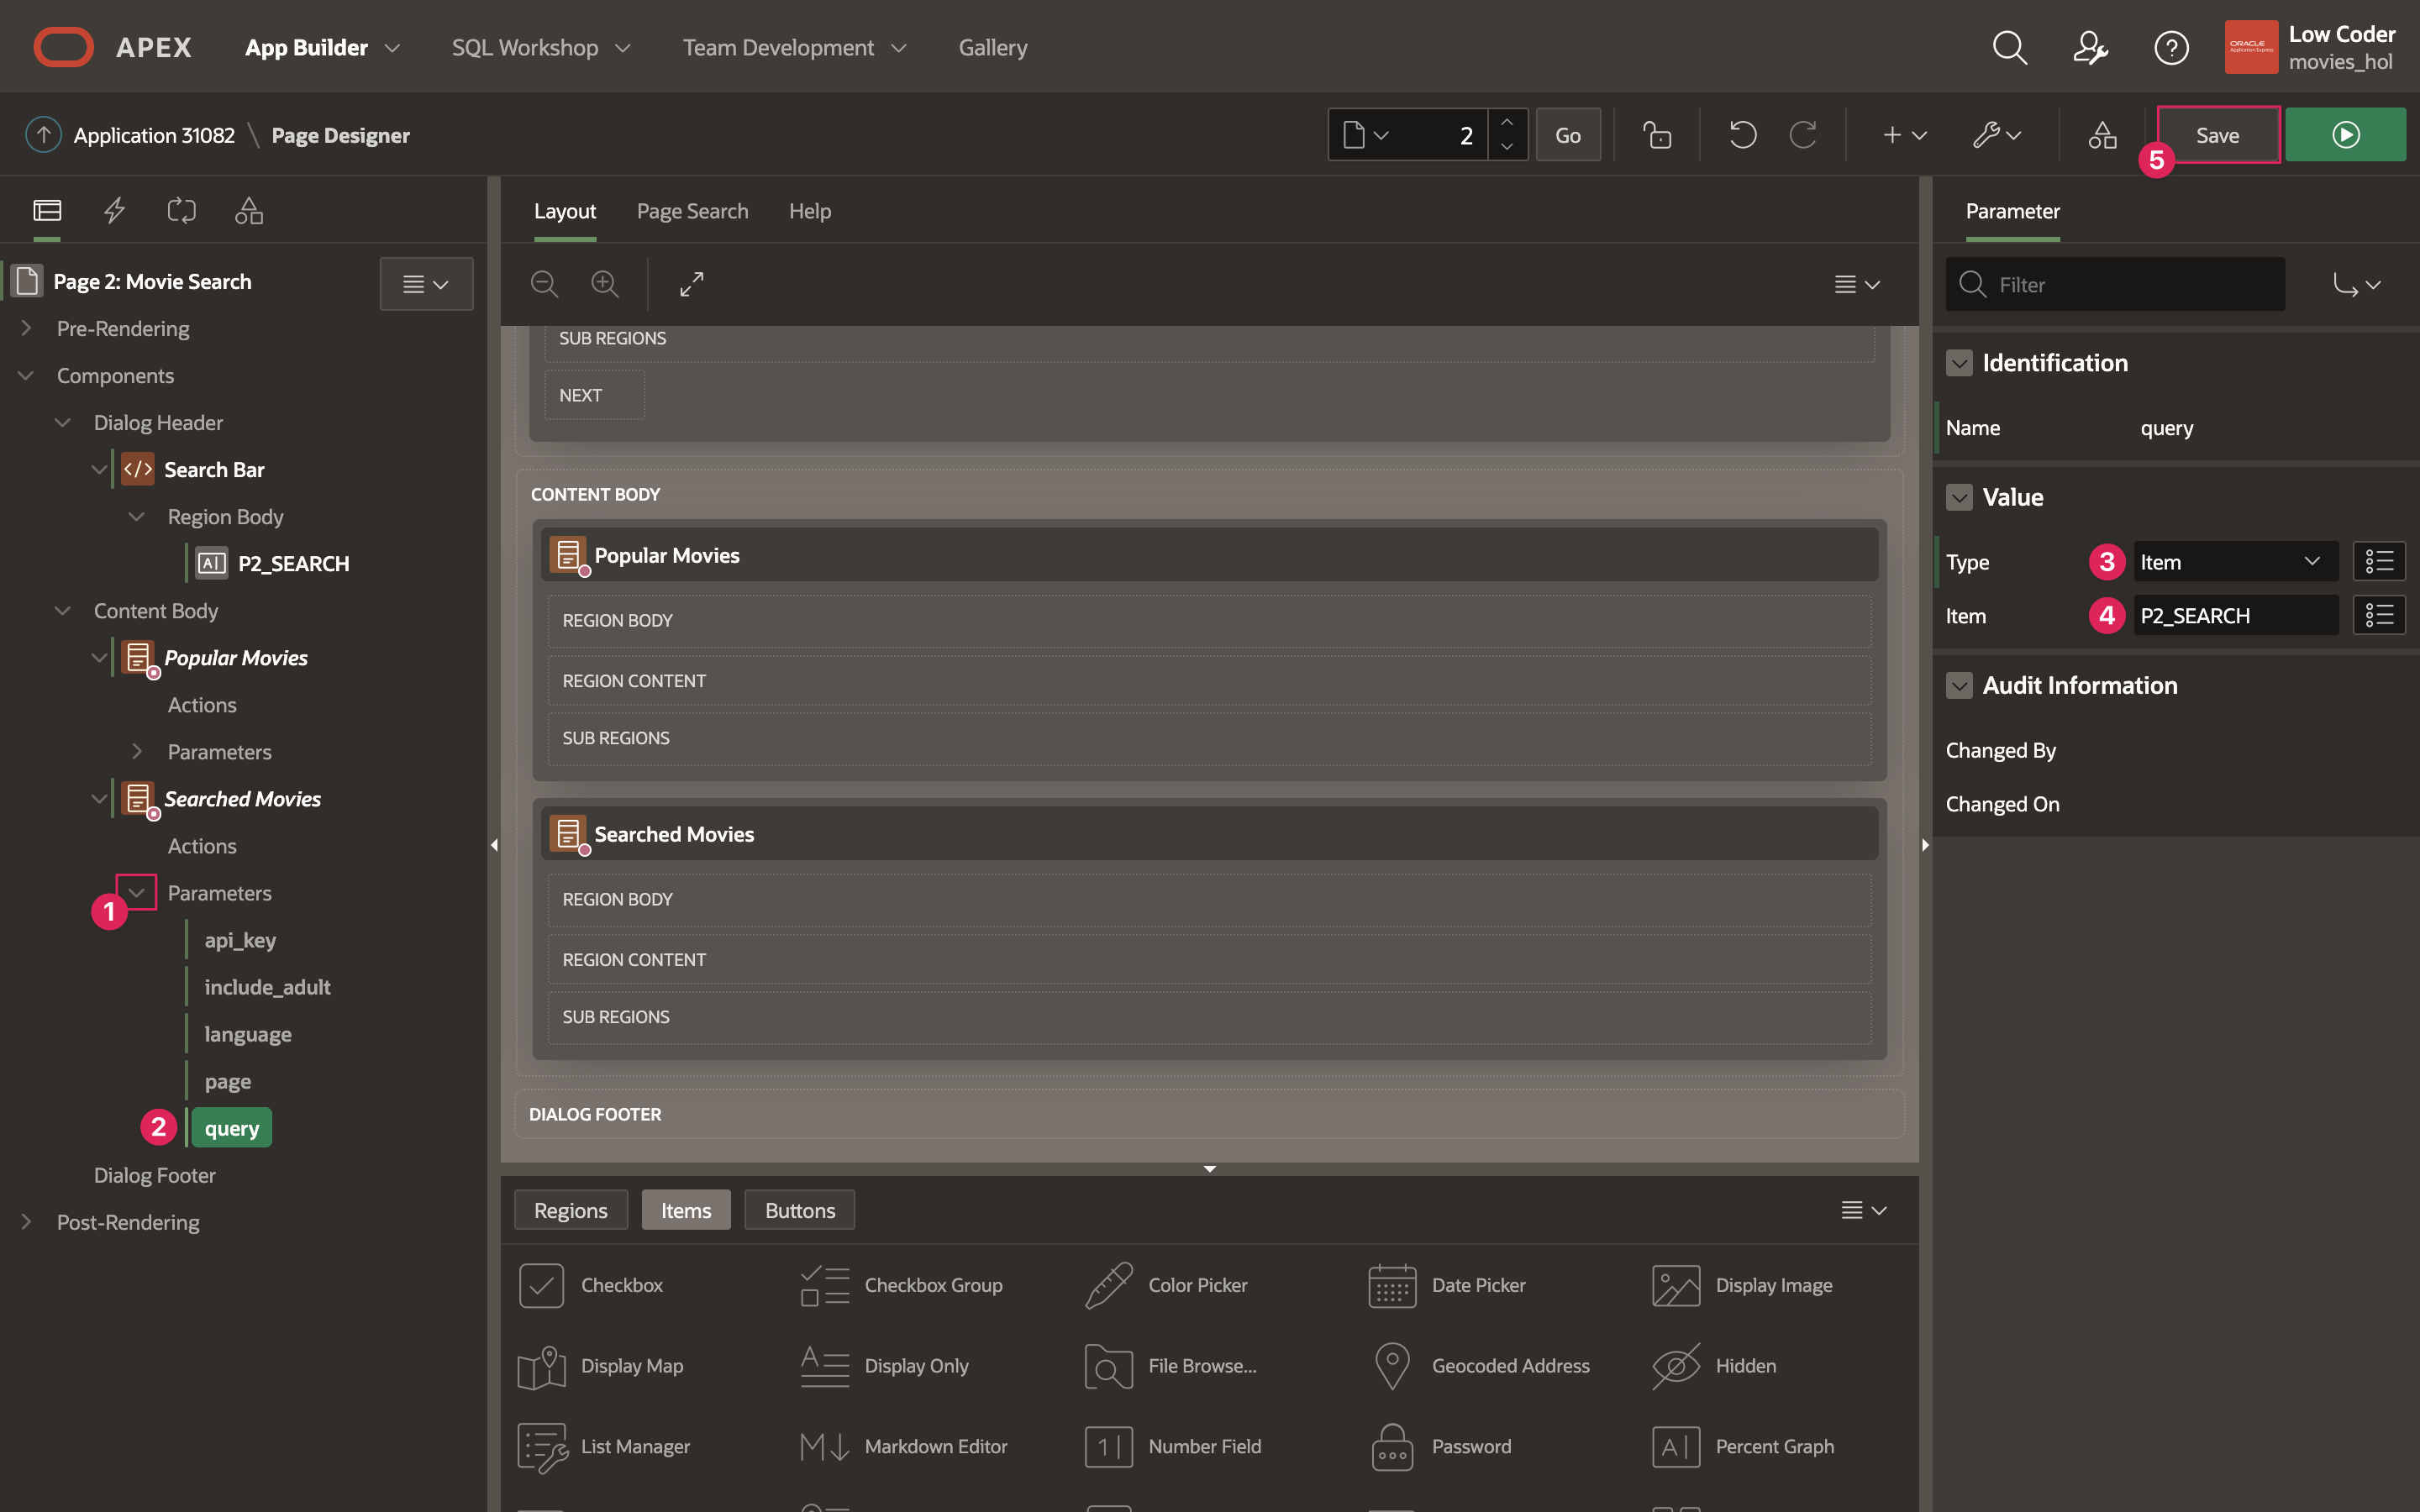 APEX
App Builder
SQL Workshop
Team Development
Gallery
ORACLE
Application Express
Low Coder
movies_hol
Application 31082 \ Page Designer
2
Go
Save
5
Layout
Page Search
Help
Parameter
Page 2: Movie Search
Pre-Rendering
Components
Dialog Header
Search Bar
Region Body
P2_SEARCH
Content Body
Popular Movies
Actions
Parameters
Searched Movies
Actions
1
Parameters
api_key
include_adult
language
page
2
query
Dialog Footer
Post-Rendering
SUB REGIONS
NEXT
CONTENT BODY
Popular Movies
REGION BODY
REGION CONTENT
SUB REGIONS
Searched Movies
REGION BODY
REGION CONTENT
SUB REGIONS
DIALOG FOOTER
Regions
Items
Buttons
Checkbox
Checkbox Group
Color Picker
Date Picker
Display Image
Display Map
Display Only
File Browse...
Geocoded Address
Hidden
List Manager
Markdown Editor
Number Field
Password
Percent Graph
Filter
Identification
Name query
Value
Type 3 Item
Item 4 P2_SEARCH
Audit Information
Changed By
Changed On